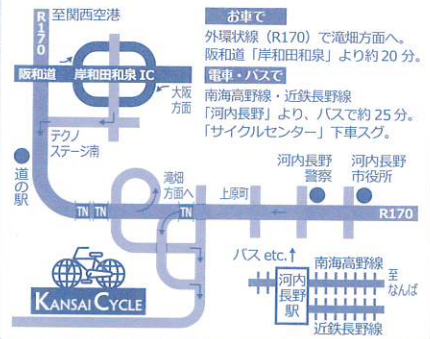 至関西空港
R170
阪和道 岸和田和泉IC
大阪
方面
テクノ
ステージ南
道の駅
お車で
外環状線（R170）で滝畑方面へ。
阪和道「岸和田和泉」より約20分。
電車・バスで
南海高野線・近鉄長野線
「河内長野」より、バスで約25分。
「サイクルセンター」下車スグ。
滝畑
方面へ
上原町
河内長野
警察
河内長野
市役所
TN TN
TN
R170
KANSAI CYCLE
バス etc.↑
河内
長野
駅
南海高野線
至
なんば
近鉄長野線